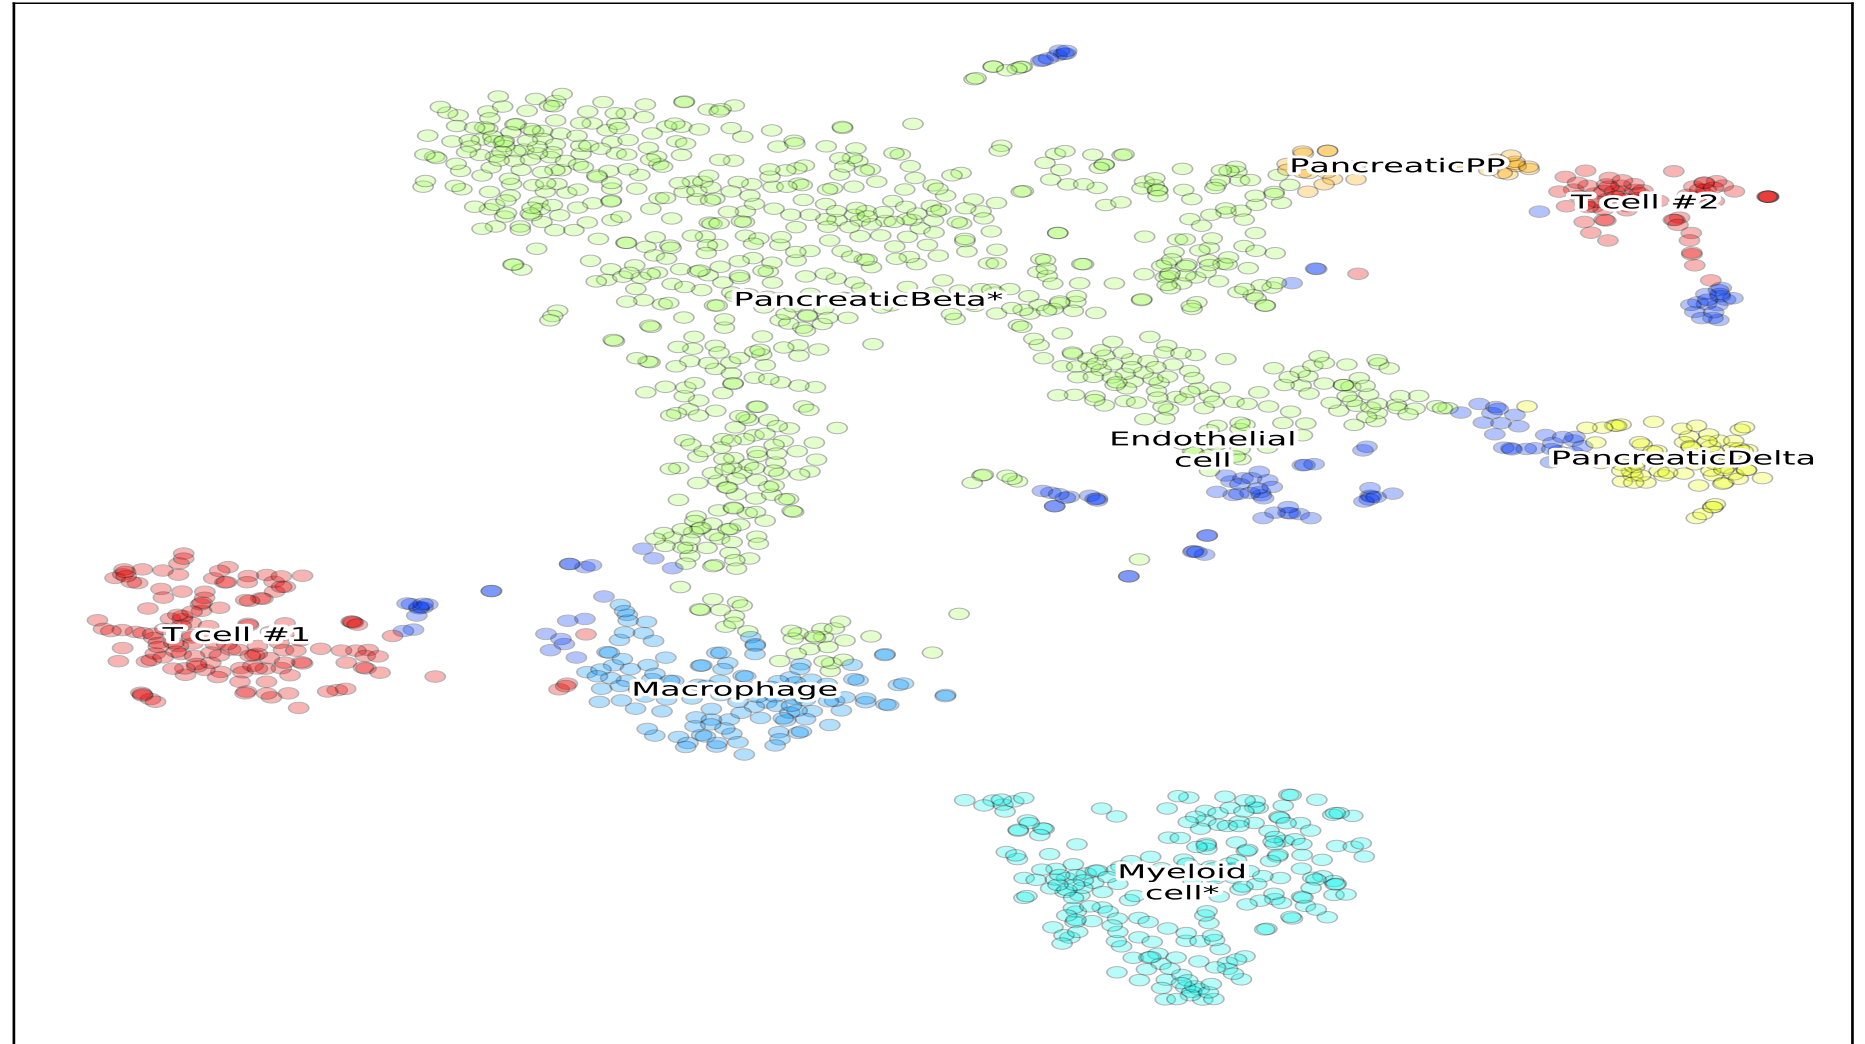 PancreaticPP
T cell #2
PancreaticBeta*
Endothelial
cell
PancreaticDelta
T cell #1
Macrophage
Myeloid
cell*